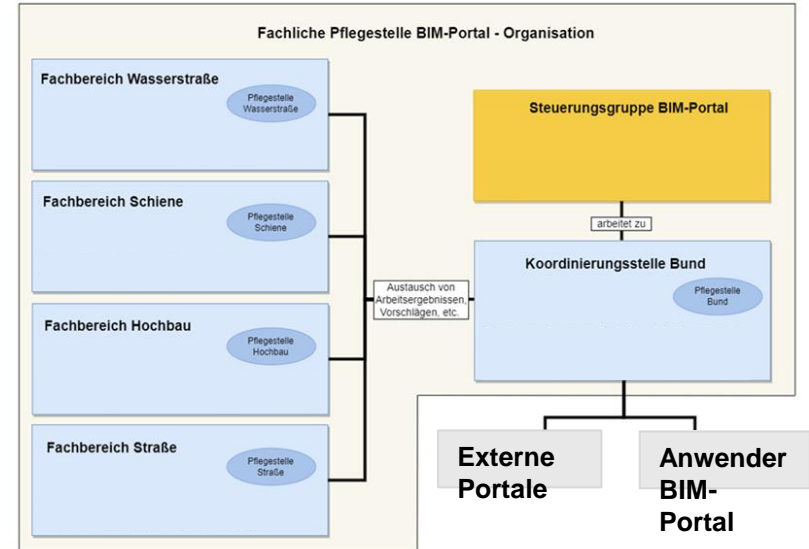 Fachliche Pflegestelle BIM-Portal - Organisation
Fachbereich Wasserstraße
Pflegestelle
Wasserstraße
Fachbereich Schiene
Pflegestelle
Schiene
Fachbereich Hochbau
Pflegestelle
Hochbau
Fachbereich Straße
Pflegestelle
Straße
Austausch von
Arbeitsergebnissen,
Vorschlägen, etc.
Steuerungsgruppe BIM-Portal
arbeitet zu
Koordinierungsstelle Bund
Pflegestelle
Bund
Externe
Portale
Anwender
BIM-
Portal